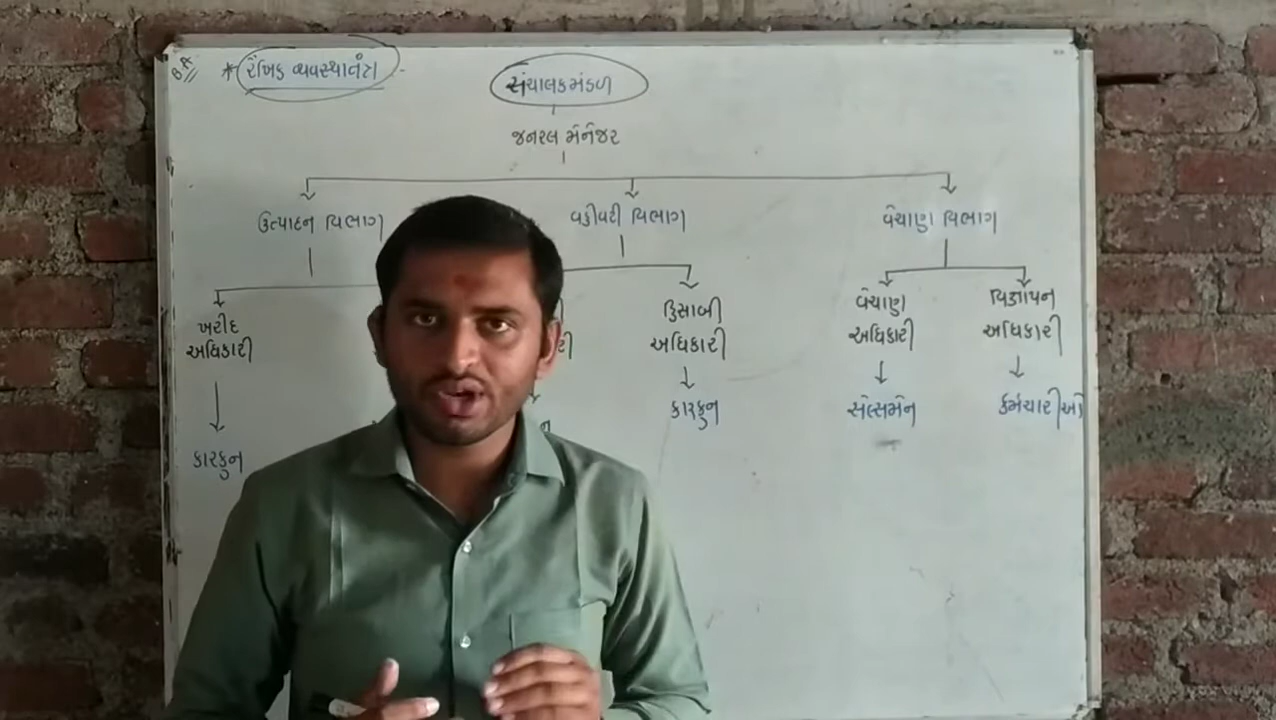 B.A
* રૈખિક વ્યવસ્થાતંત્ર
સંચાલકમંડળ
જનરલ મેનેજર
ઉત્પાદન વિભાગ
વહીવટી વિભાગ
વેચાણ વિભાગ
ખરીદ
અધિકારી
હિસાબી
અધિકારી
વેચાણ
અધિકારી
વિજ્ઞાપન
અધિકારી
કારકુન
કારકુન
સેલ્સમેન
કર્મચારીઓ